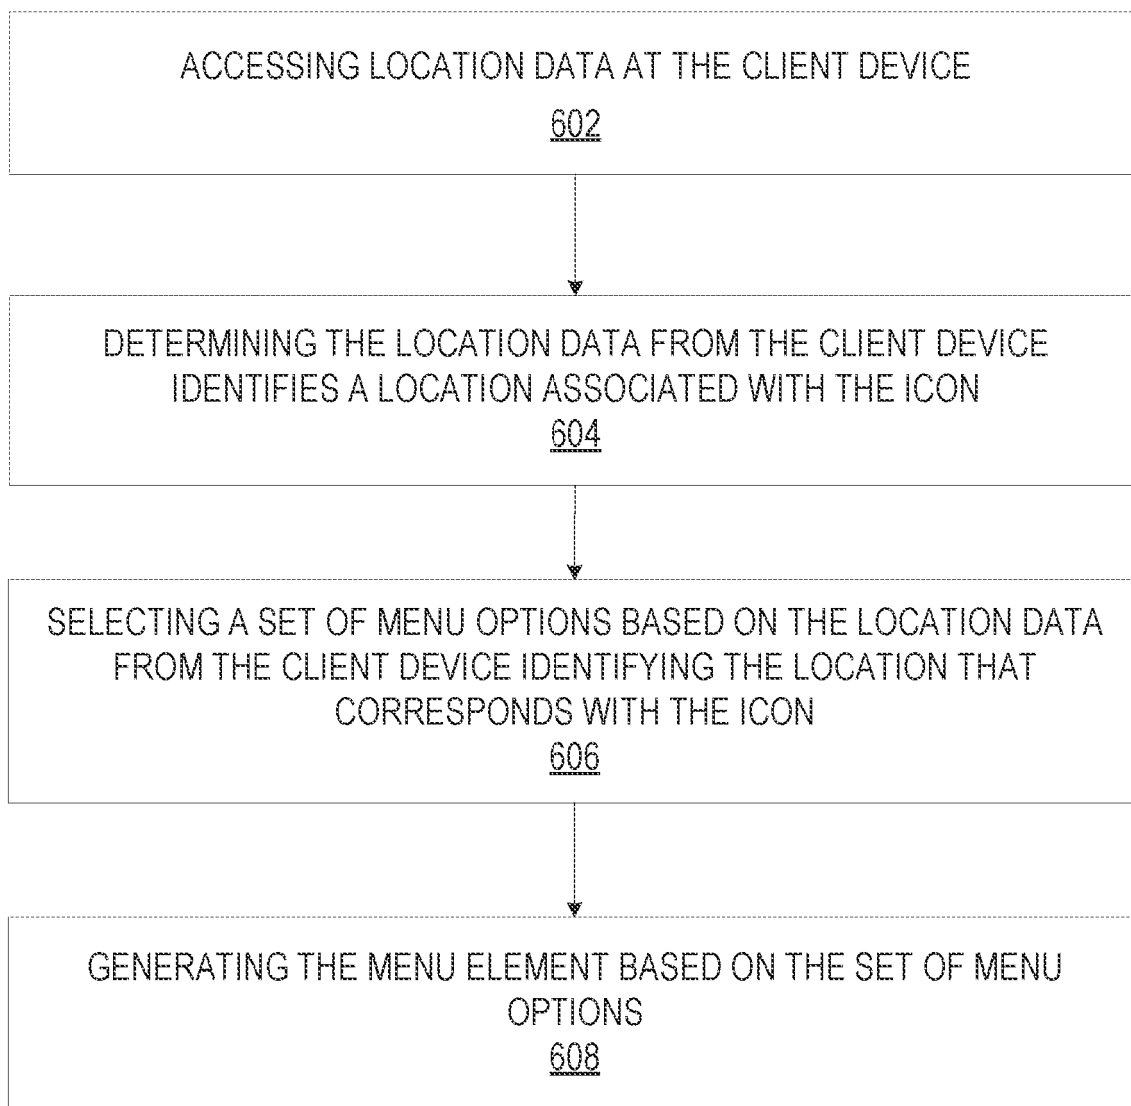 ACCESSING LOCATION DATA AT THE CLIENT DEVICE
602
DETERMINING THE LOCATION DATA FROM THE CLIENT DEVICE
IDENTIFIES A LOCATION ASSOCIATED WITH THE ICON
604
SELECTING A SET OF MENU OPTIONS BASED ON THE LOCATION DATA
FROM THE CLIENT DEVICE IDENTIFYING THE LOCATION THAT
CORRESPONDS WITH THE ICON
606
GENERATING THE MENU ELEMENT BASED ON THE SET OF MENU
OPTIONS
608